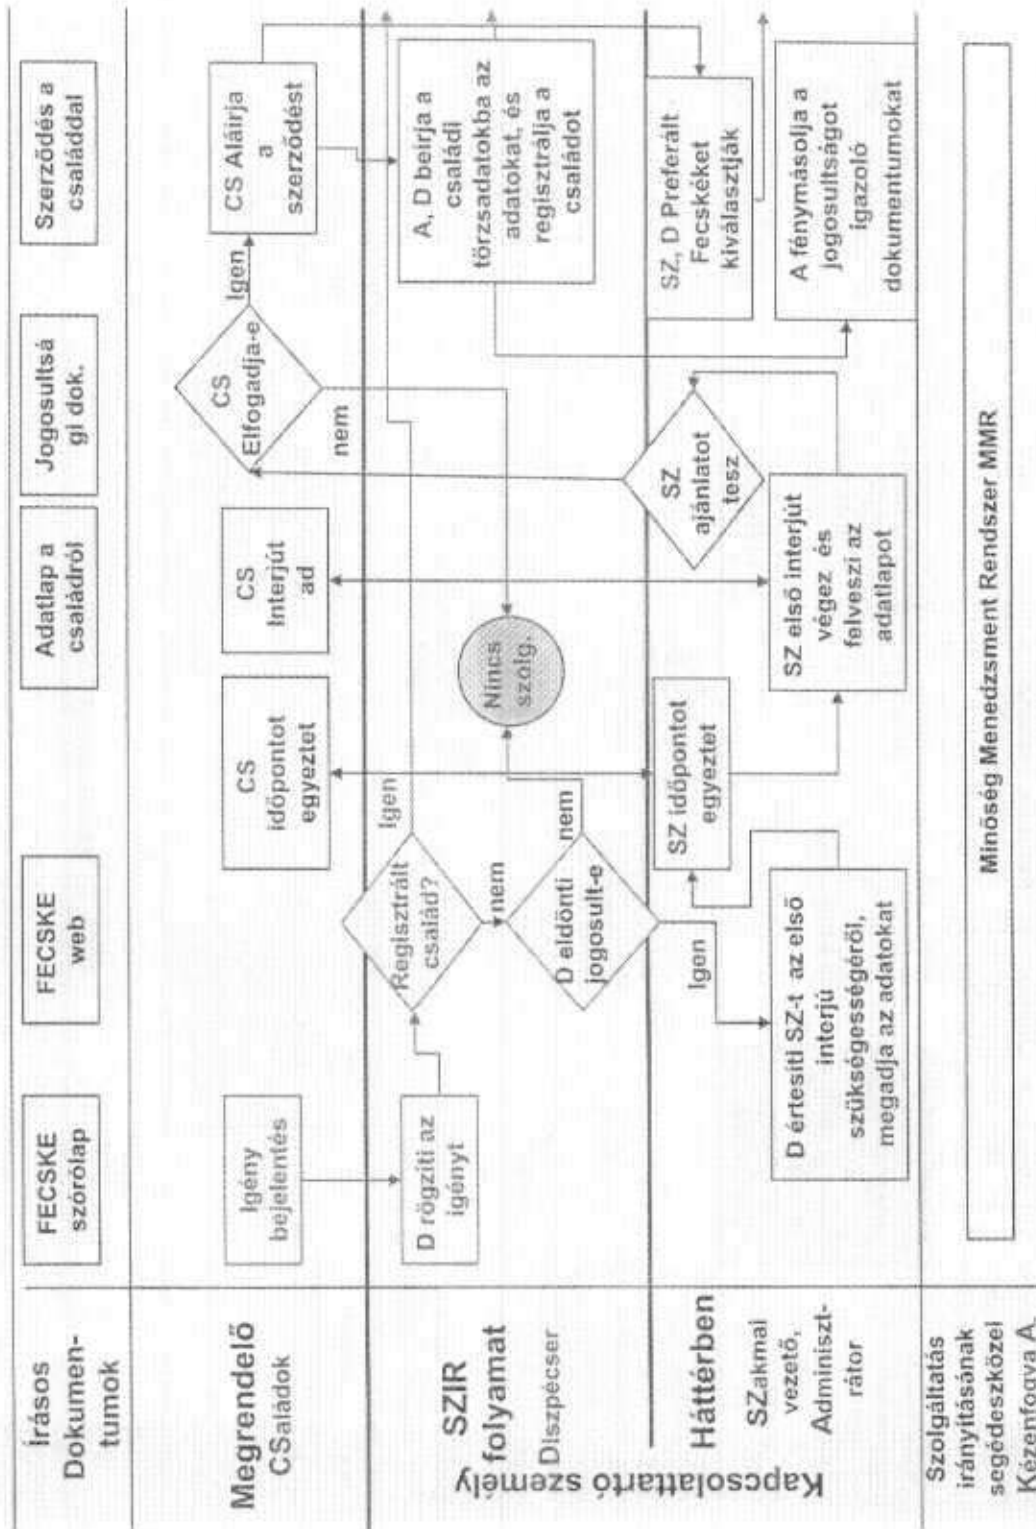 Írásos
Dokumen-
tumok
FECSKE
szórólap
FECSKE
web
Adatlap a
családról
Jogosultsá
gi dok.
Szerződés a
családdal
Megrendelő
CSaládok
Igény
bejelentés
CS
időpontot
egyeztet
CS
Interjút
ad
CS
Elfogadja-e
Igen
nem
CS Aláirja
a
szerződést
Kapcsolattartó személy
SZIR
folyamat
Diszpécser
D rögzíti az
igényt
Regisztrált
család?
Igen
nem
D eldönti
jogosult-e
nem
Igen
Nincs
szolg.
A, D beirja a
családi
törzsadatokba az
adatokat, és
regisztrálja a
családot
Háttérben
SZakmai
vezető,
Adminiszt-
rátor
D értesiti SZ-t az első
interjú
szükségességéről,
megadja az adatokat
SZ időpontot
egyeztet
SZ első interjút
végez és
felveszi az
adatlapot
SZ
ajánlatot
tesz
SZ, D Preferált
Fecskéket
kiválasztják
A fénymásolja a
jogosultságot
igazoló
dokumentumokat
Szolgáltatás
irányításának
segédeszközei
Kézenfogva A.
Minőség Menedzsment Rendszer MMR